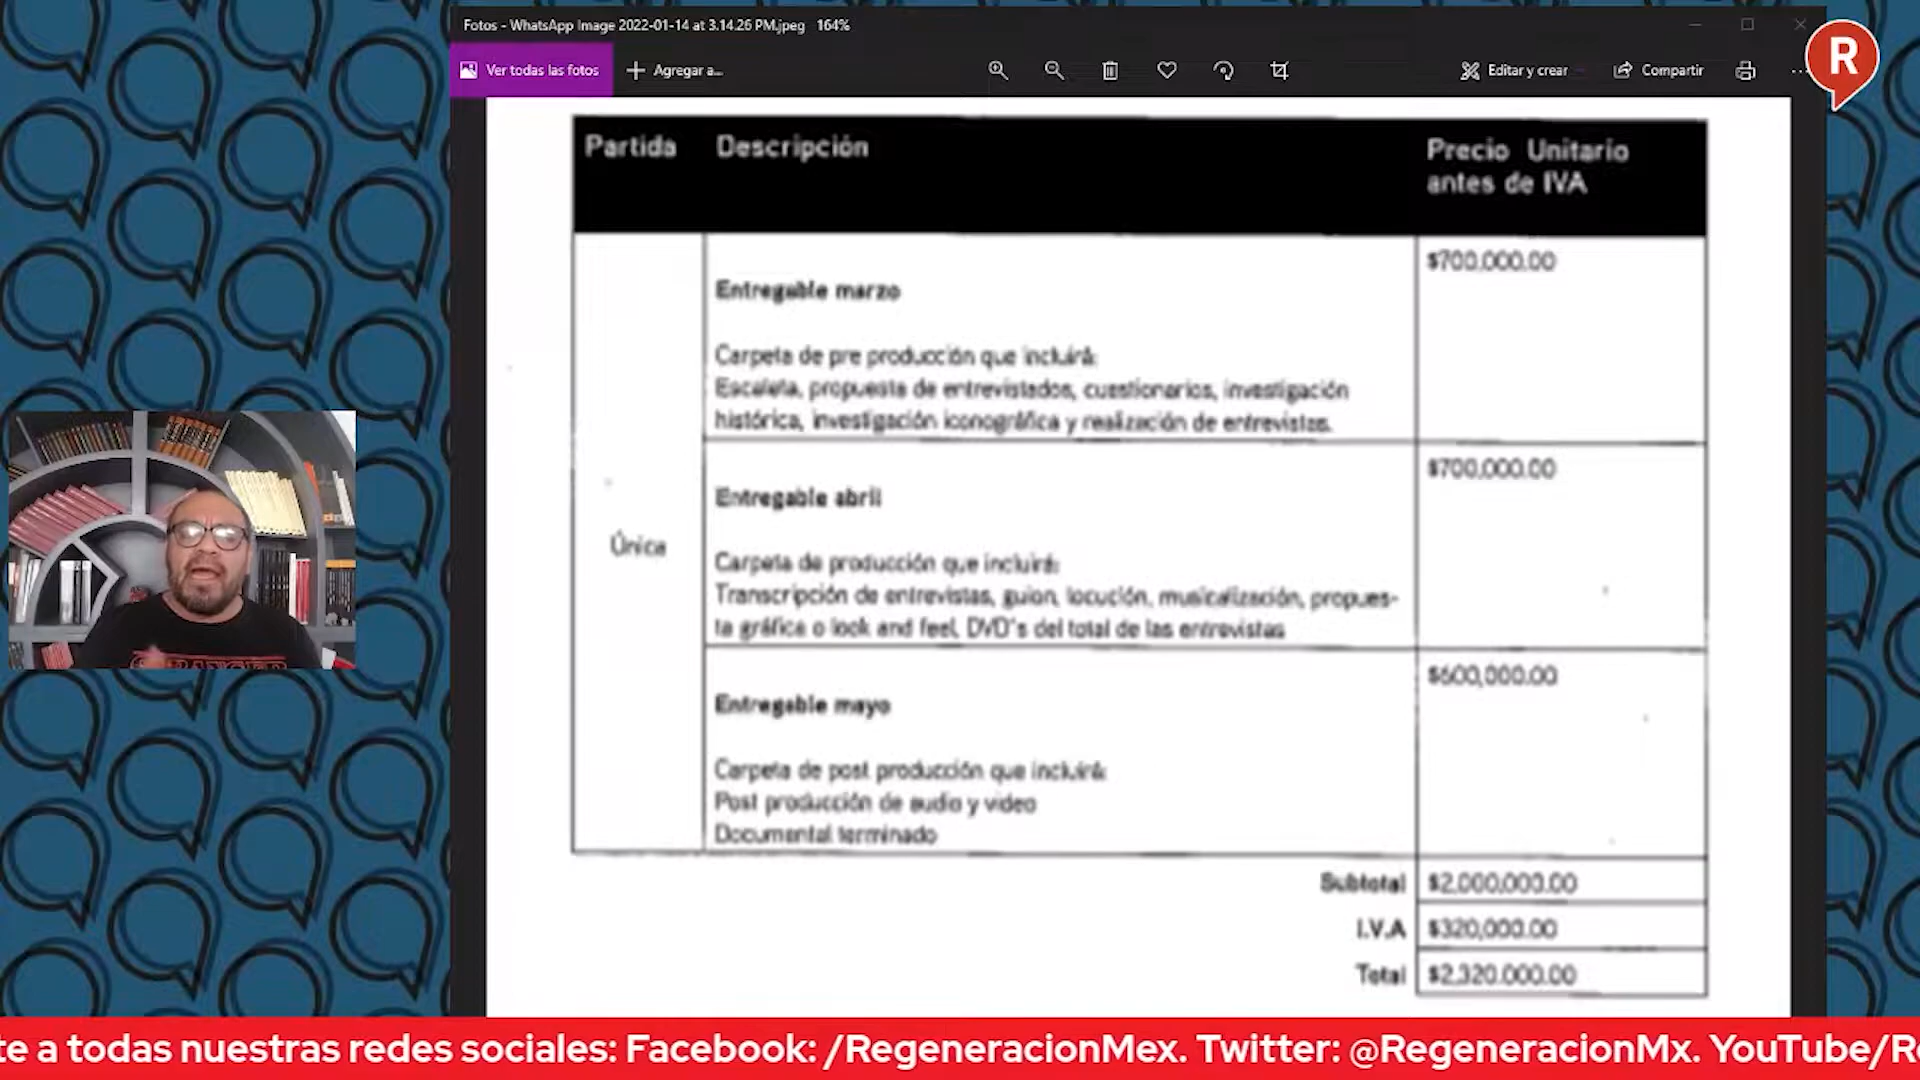 Fotos - WhatsApp Image 2022-01-14 at 3.14.26 PM.jpeg 164%
Ver todas las fotos
Agregar a...
Editar y crear
Compartir
R
Partida Descripción Precio Unitario
antes de IVA
$700,000.00
Entregable marzo
Carpeta de pre producción que incluirá:
Escaleta, propuesta de entrevistados, cuestionarios, investigación
histórica, investigación iconográfica y realización de entrevistas.
$700,000.00
Entregable abril
Única
Carpeta de producción que incluirá:
Transcripción de entrevistas, guion, locución, musicalización, propues-
ta gráfica o look and feel, DVD's del total de las entrevistas
$600,000.00
Entregable mayo
Carpeta de post producción que incluirá:
Post producción de audio y video
Documental terminado
Subtotal $2,000,000.00
I.V.A $320,000.00
Total $2,320,000.00
te a todas nuestras redes sociales: Facebook: /RegeneracionMex. Twitter: @RegeneracionMx. YouTube/Re